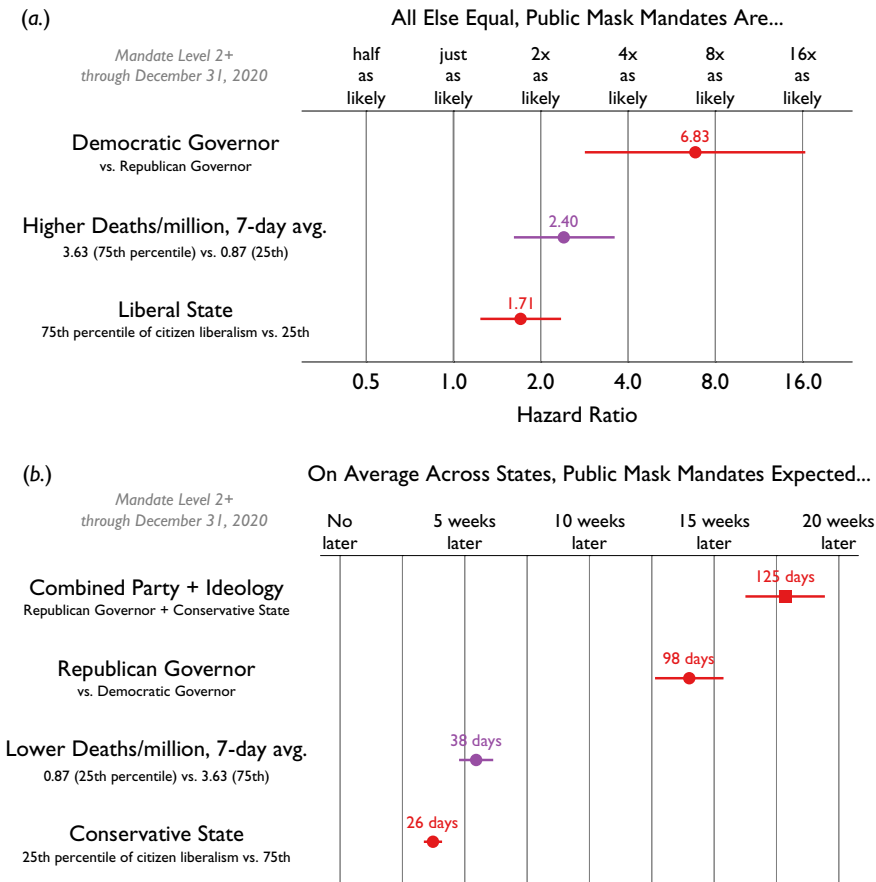 (a.)
All Else Equal, Public Mask Mandates Are...
Mandate Level 2+
through December 31, 2020
half
as
likely
just
as
likely
2x
as
likely
4x
as
likely
8x
as
likely
16x
as
likely
Democratic Governor
vs. Republican Governor
6.83
Higher Deaths/million, 7-day avg.
3.63 (75th percentile) vs. 0.87 (25th)
2.40
Liberal State
75th percentile of citizen liberalism vs. 25th
1.71
0.5 1.0 2.0 4.0 8.0 16.0
Hazard Ratio
(b.)
On Average Across States, Public Mask Mandates Expected...
Mandate Level 2+
through December 31, 2020
No
later
5 weeks
later
10 weeks
later
15 weeks
later
20 weeks
later
Combined Party + Ideology
Republican Governor + Conservative State
125 days
Republican Governor
vs. Democratic Governor
98 days
Lower Deaths/million, 7-day avg.
0.87 (25th percentile) vs. 3.63 (75th)
38 days
Conservative State
25th percentile of citizen liberalism vs. 75th
26 days